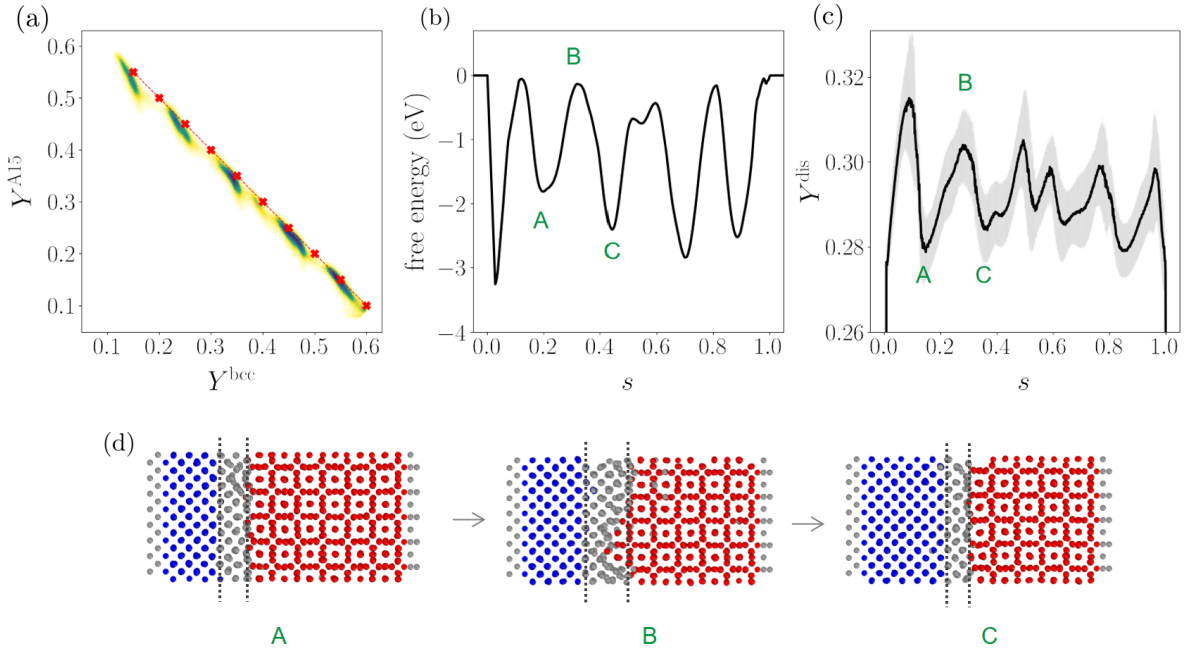 (a)
Y^A15
0.6
0.5
0.4
0.3
0.2
0.1
0.1 0.2 0.3 0.4 0.5 0.6
Y^bcc
(b)
free energy (eV)
0
−1
−2
−3
−4
B
A
C
0.0 0.2 0.4 0.6 0.8 1.0
s
(c)
Y^dis
0.32
0.30
0.28
0.26
B
A
C
0.0 0.2 0.4 0.6 0.8 1.0
s
(d)
A
B
C